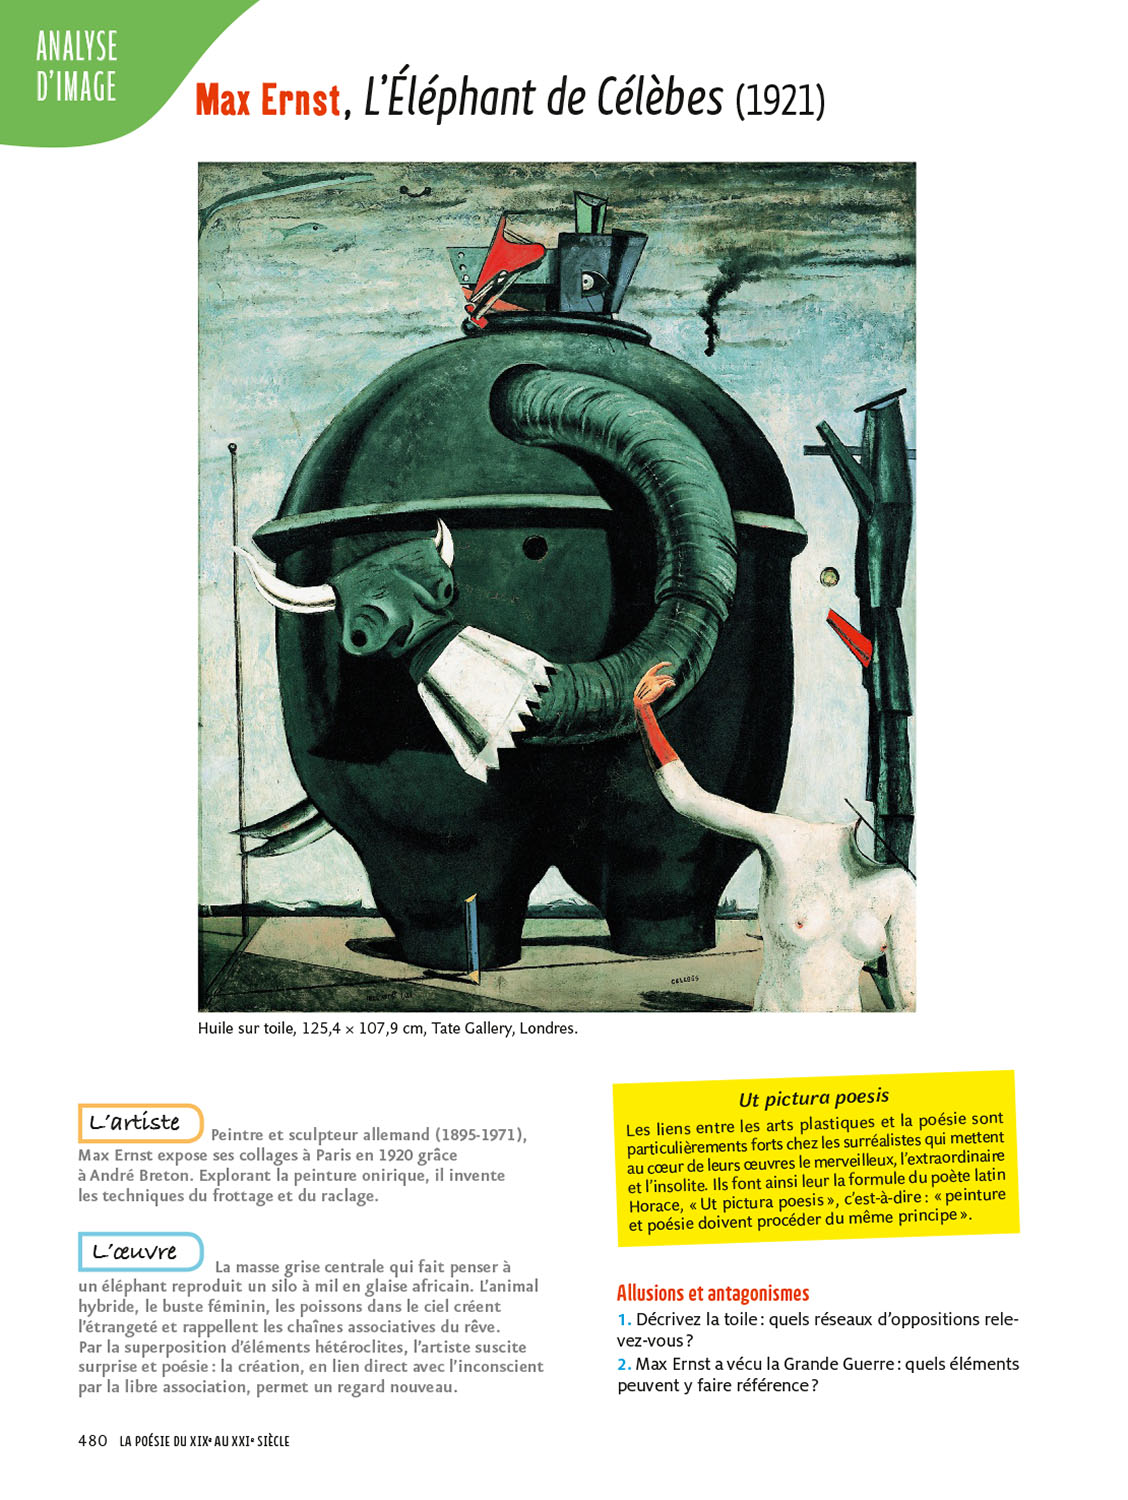 ANALYSE
D'IMAGE
Max Ernst, L'Éléphant de Célèbes (1921)
CELEBES
Huile sur toile, 125,4 × 107,9 cm, Tate Gallery, Londres.
L'artiste Peintre et sculpteur allemand (1895-1971),
Max Ernst expose ses collages à Paris en 1920 grâce
à André Breton. Explorant la peinture onirique, il invente
les techniques du frottage et du raclage.
L'œuvre La masse grise centrale qui fait penser à
un éléphant reproduit un silo à mil en glaise africain. L'animal
hybride, le buste féminin, les poissons dans le ciel créent
l'étrangeté et rappellent les chaînes associatives du rêve.
Par la superposition d'éléments hétéroclites, l'artiste suscite
surprise et poésie : la création, en lien direct avec l'inconscient
par la libre association, permet un regard nouveau.
Ut pictura poesis
Les liens entre les arts plastiques et la poésie sont
particulièrement forts chez les surréalistes qui mettent
au cœur de leurs œuvres le merveilleux, l'extraordinaire
et l'insolite. Ils font ainsi leur la formule du poète latin
Horace, « Ut pictura poesis », c'est-à-dire : « peinture
et poésie doivent procéder du même principe ».
Allusions et antagonismes
1. Décrivez la toile : quels réseaux d'oppositions rele-
vez-vous ?
2. Max Ernst a vécu la Grande Guerre : quels éléments
peuvent y faire référence ?
480 LA POÉSIE DU XIXe AU XXIe SIÈCLE